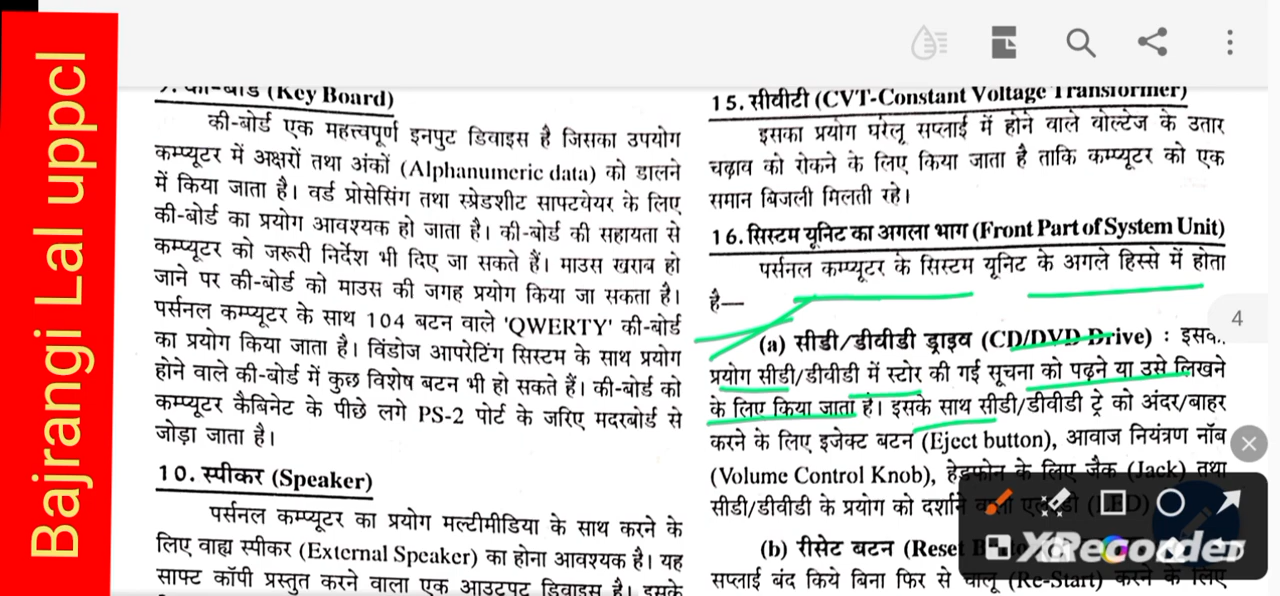 Bajrangi Lal uppcl
9. की-बोर्ड (Key Board)
की-बोर्ड एक महत्त्वपूर्ण इनपुट डिवाइस है जिसका उपयोग
कम्प्यूटर में अक्षरों तथा अंकों (Alphanumeric data) को डालने
में किया जाता है। वर्ड प्रोसेसिंग तथा स्प्रेडशीट साफ्टवेयर के लिए
की-बोर्ड का प्रयोग आवश्यक हो जाता है। की-बोर्ड की सहायता से
कम्प्यूटर को जरूरी निर्देश भी दिए जा सकते हैं। माउस खराब हो
जाने पर की-बोर्ड को माउस की जगह प्रयोग किया जा सकता है।
पर्सनल कम्प्यूटर के साथ 104 बटन वाले 'QWERTY' की-बोर्ड
का प्रयोग किया जाता है। विंडोज आपरेटिंग सिस्टम के साथ प्रयोग
होने वाले की-बोर्ड में कुछ विशेष बटन भी हो सकते हैं। की-बोर्ड को
कम्प्यूटर कैबिनेट के पीछे लगे PS-2 पोर्ट के जरिए मदरबोर्ड से
जोड़ा जाता है।
10. स्पीकर (Speaker)
पर्सनल कम्प्यूटर का प्रयोग मल्टीमीडिया के साथ करने के
लिए वाह्य स्पीकर (External Speaker) का होना आवश्यक है। यह
साफ्ट कॉपी प्रस्तुत करने वाला एक आउटपुट डिवाइस है। इसके
15. सीवीटी (CVT-Constant Voltage Transformer)
इसका प्रयोग घरेलू सप्लाई में होने वाले वोल्टेज के उतार
चढ़ाव को रोकने के लिए किया जाता है ताकि कम्प्यूटर को एक
समान बिजली मिलती रहे।
16. सिस्टम यूनिट का अगला भाग (Front Part of System Unit)
पर्सनल कम्प्यूटर के सिस्टम यूनिट के अगले हिस्से में होता
है—
(a) सीडी/डीवीडी ड्राइव (CD/DVD Drive) :
प्रयोग सीडी/डीवीडी में स्टोर की गई सूचना को पढ़ने या उसे लिखने
के लिए किया जाता है। इसके साथ सीडी/डीवीडी ट्रे को अंदर/बाहर
करने के लिए इजेक्ट बटन (Eject button), आवाज नियंत्रण नॉब
(Volume Control Knob), हेडफोन के लिए जैक (Jack) तथा
सीडी/डीवीडी के प्रयोग को दर्शाने
(b) रीसेट बटन (Reset
सप्लाई बंद किये बिना फिर से चालू (Re-Start) करने के लिए
4
XRecorder